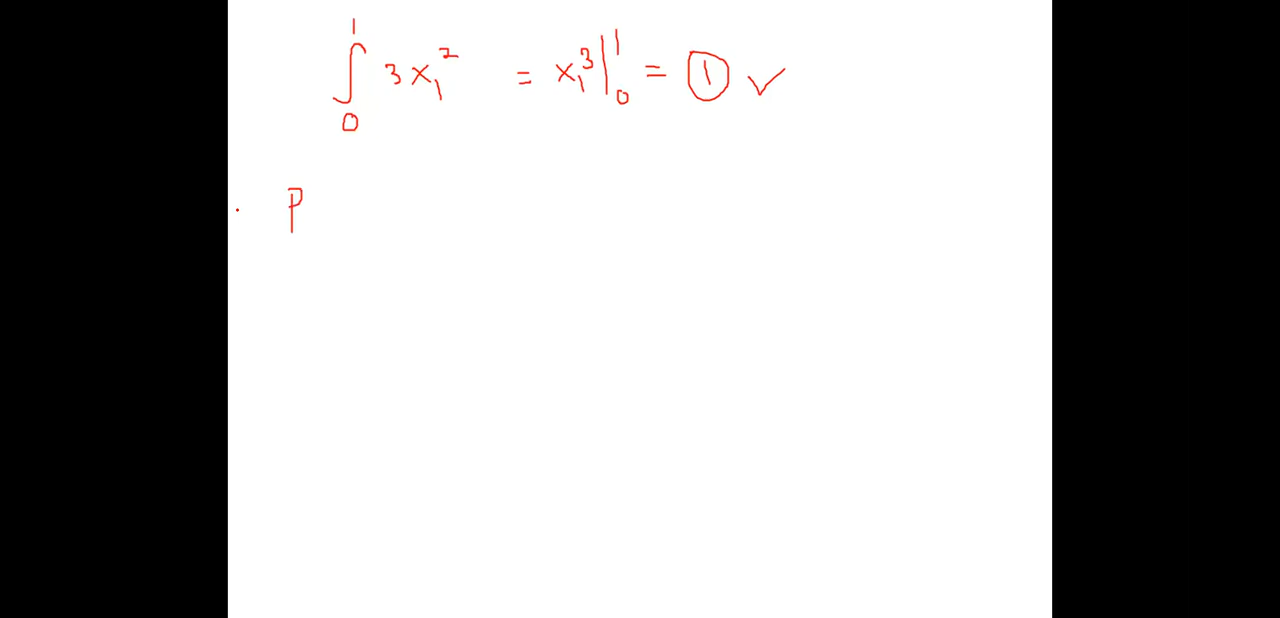 ∫₀¹ 3x₁² = x₁³|₀¹ = ① ✓
· P